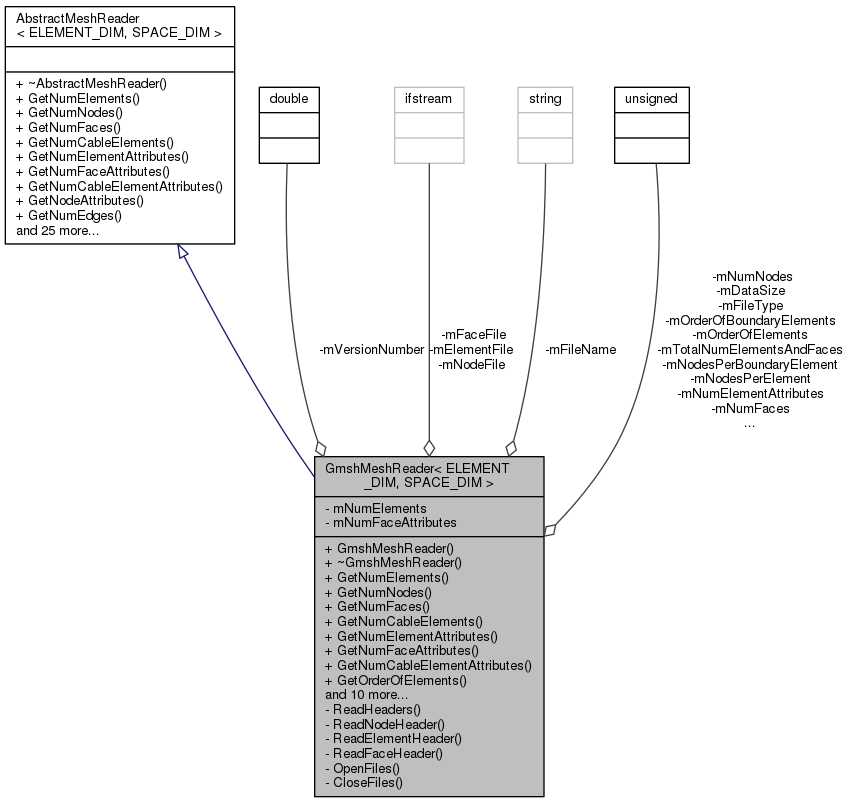 AbstractMeshReader
< ELEMENT_DIM, SPACE_DIM >
+ ~AbstractMeshReader()
+ GetNumElements()
+ GetNumNodes()
+ GetNumFaces()
+ GetNumCableElements()
+ GetNumElementAttributes()
+ GetNumFaceAttributes()
+ GetNumCableElementAttributes()
+ GetNodeAttributes()
+ GetNumEdges()
and 25 more...
double
ifstream
string
unsigned
-mVersionNumber
-mFaceFile
-mElementFile
-mNodeFile
-mFileName
-mNumNodes
-mDataSize
-mFileType
-mOrderOfBoundaryElements
-mOrderOfElements
-mTotalNumElementsAndFaces
-mNodesPerBoundaryElement
-mNodesPerElement
-mNumElementAttributes
-mNumFaces
...
GmshMeshReader< ELEMENT
_DIM, SPACE_DIM >
- mNumElements
- mNumFaceAttributes
+ GmshMeshReader()
+ ~GmshMeshReader()
+ GetNumElements()
+ GetNumNodes()
+ GetNumFaces()
+ GetNumCableElements()
+ GetNumElementAttributes()
+ GetNumFaceAttributes()
+ GetNumCableElementAttributes()
+ GetOrderOfElements()
and 10 more...
- ReadHeaders()
- ReadNodeHeader()
- ReadElementHeader()
- ReadFaceHeader()
- OpenFiles()
- CloseFiles()